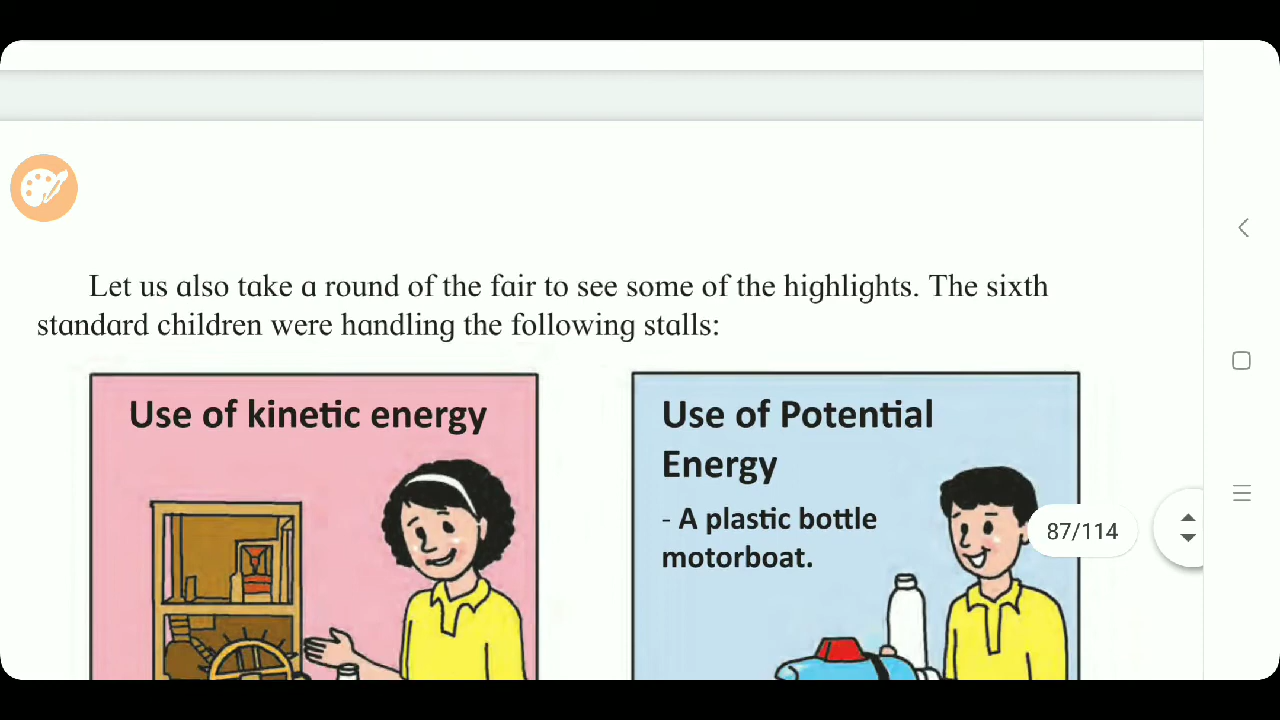 Let us also take a round of the fair to see some of the highlights. The sixth
standard children were handling the following stalls:
Use of kinetic energy
Use of Potential
Energy
- A plastic bottle
motorboat.
87/114